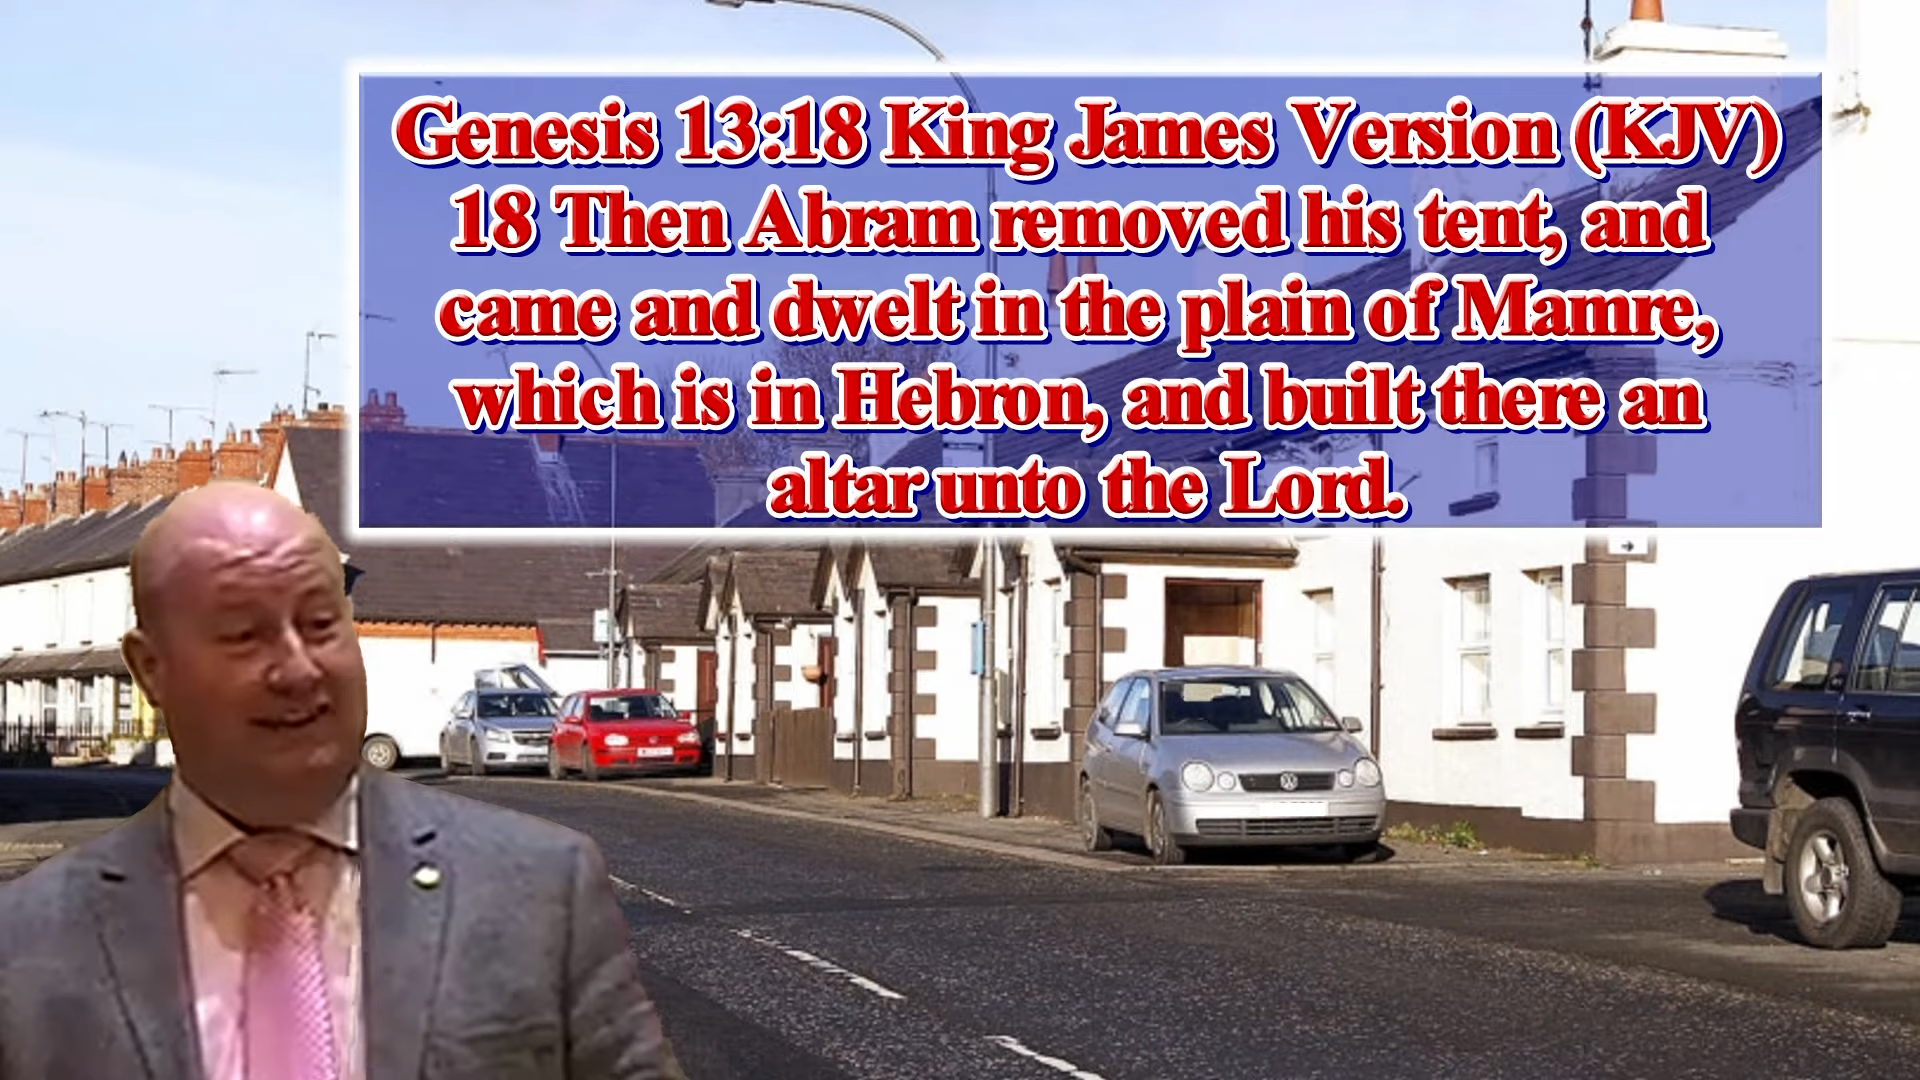 Genesis 13:18 King James Version (KJV)
18 Then Abram removed his tent, and
came and dwelt in the plain of Mamre,
which is in Hebron, and built there an
altar unto the Lord.